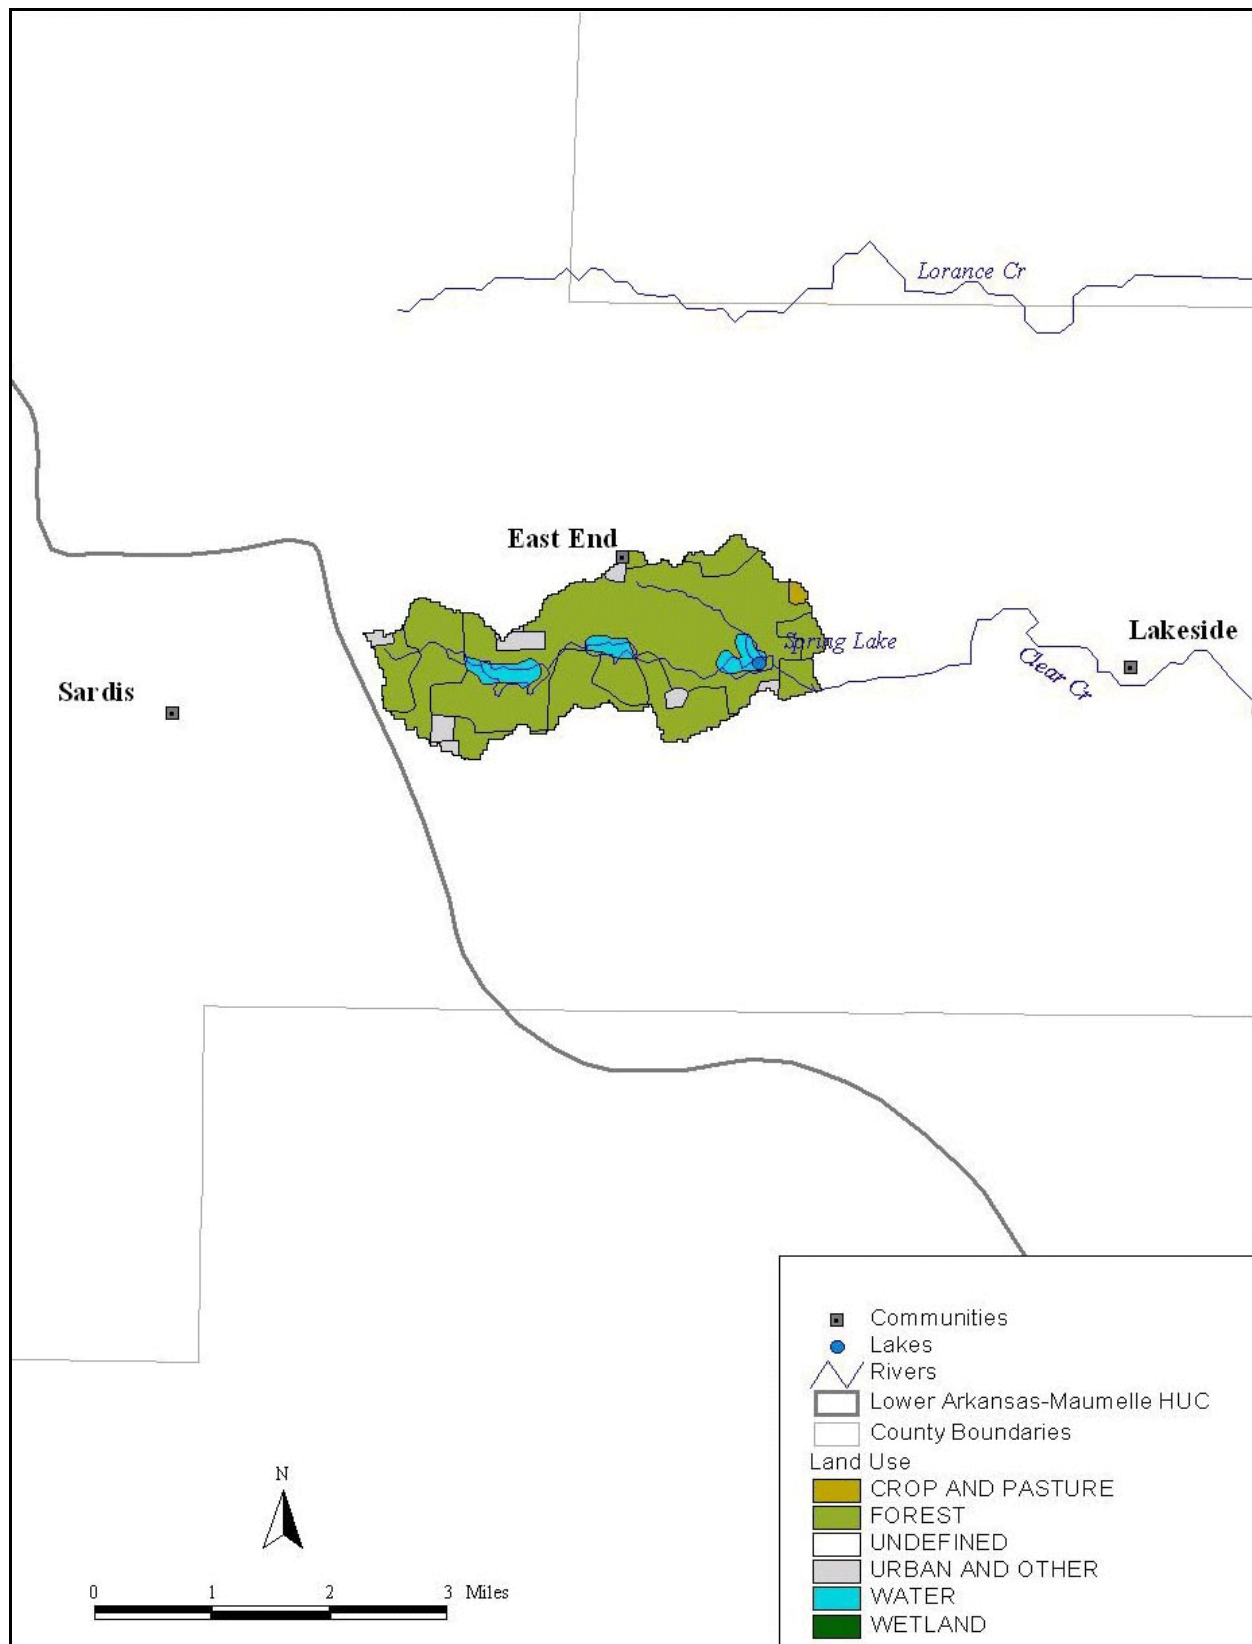 Lorance Cr
East End
Spring Lake
Lakeside
Clear Cr
Sardis
Communities
Lakes
Rivers
Lower Arkansas-Maumelle HUC
County Boundaries
Land Use
CROP AND PASTURE
FOREST
UNDEFINED
URBAN AND OTHER
WATER
WETLAND
N
0 1 2 3 Miles